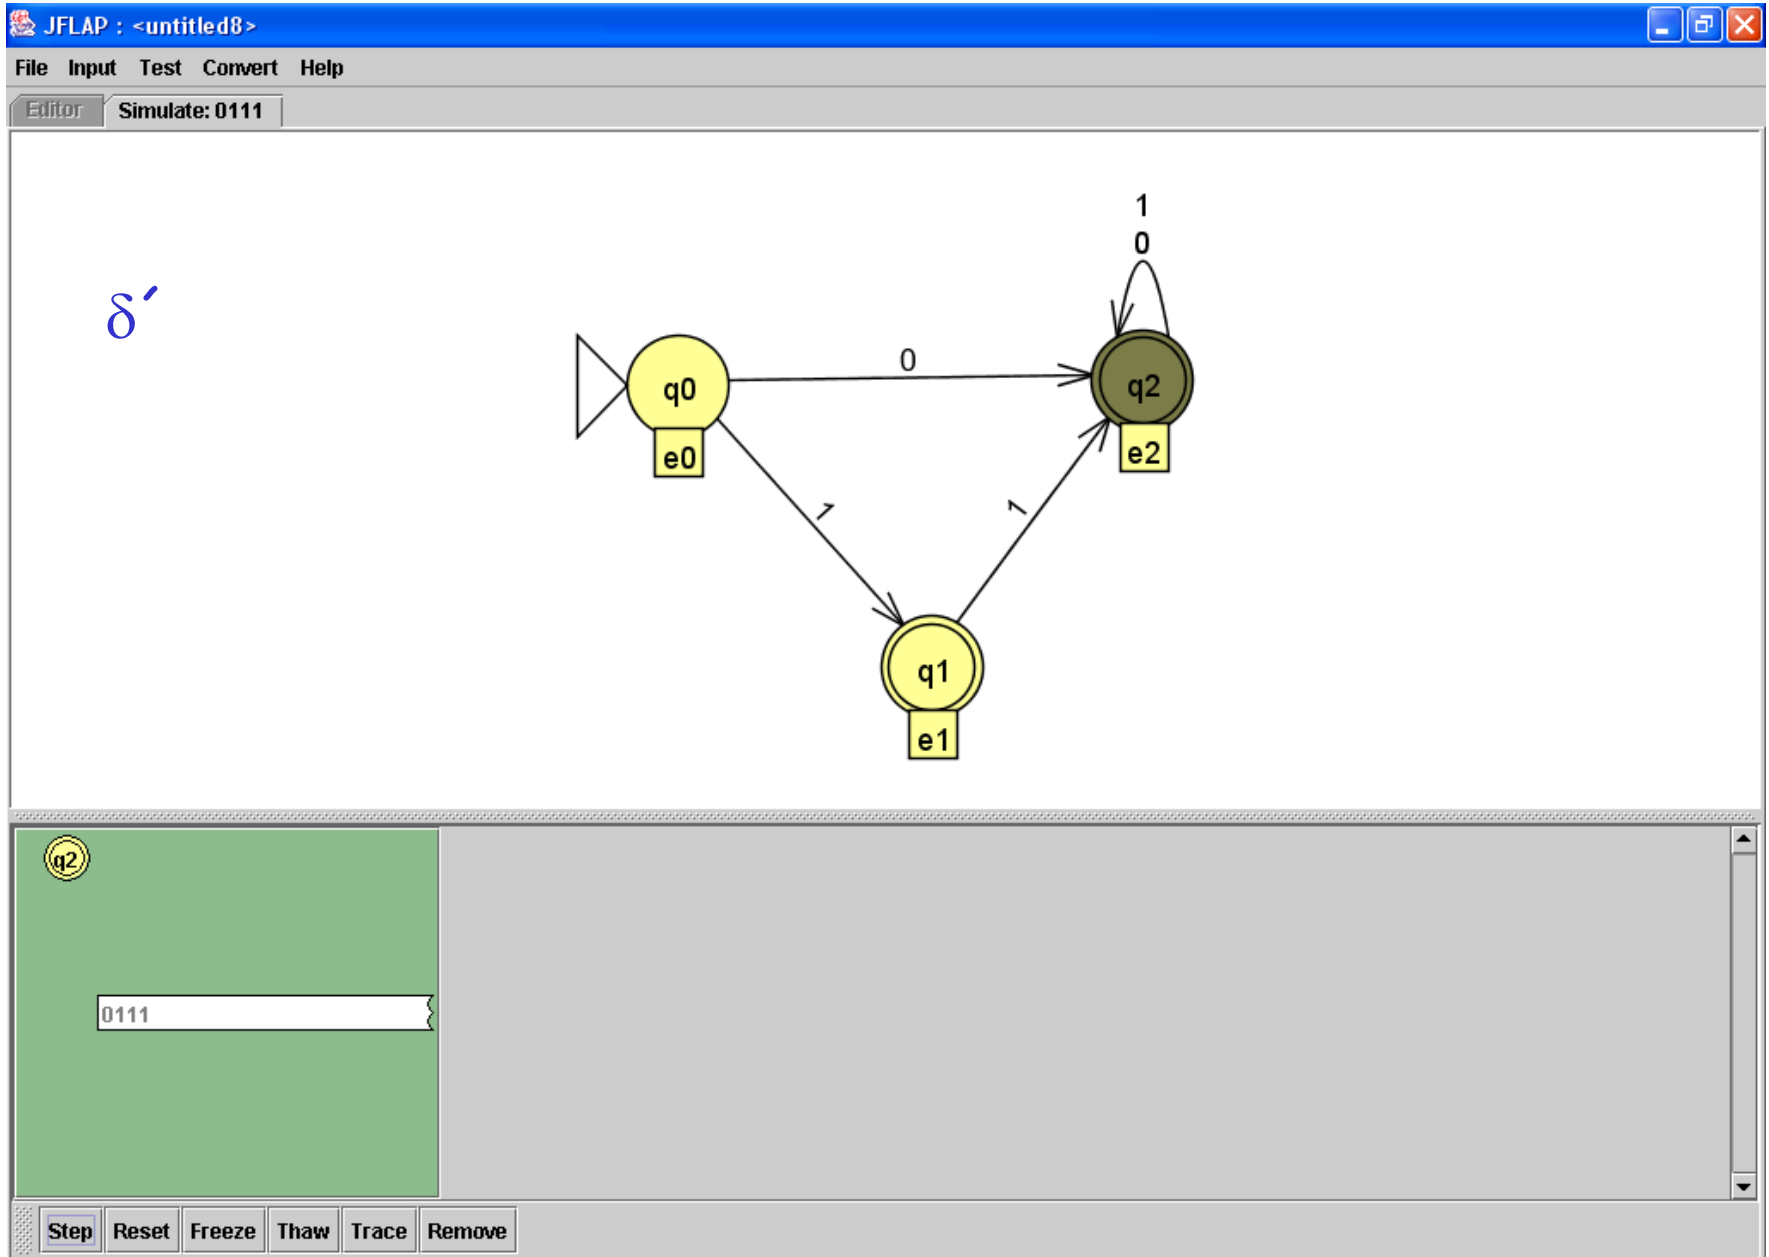 JFLAP : <untitled8>
File Input Test Convert Help
Editor Simulate: 0111
δ´
1
0
0
q0
q2
e0
e2
1
1
q1
e1
q2
0111
Step Reset Freeze Thaw Trace Remove